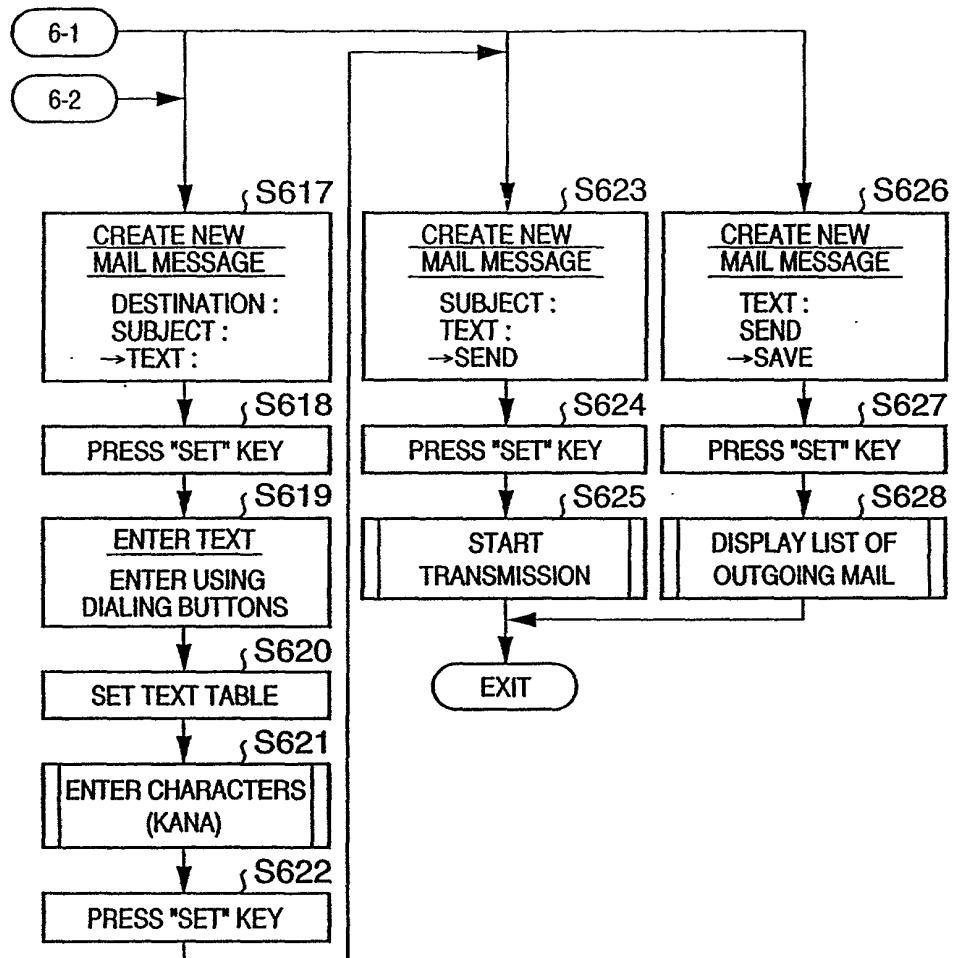 6-1
6-2
S617
CREATE NEW
MAIL MESSAGE
DESTINATION :
SUBJECT :
→TEXT :
S618
PRESS "SET" KEY
S619
ENTER TEXT
ENTER USING
DIALING BUTTONS
S620
SET TEXT TABLE
S621
ENTER CHARACTERS
(KANA)
S622
PRESS "SET" KEY
S623
CREATE NEW
MAIL MESSAGE
SUBJECT :
TEXT :
→SEND
S624
PRESS "SET" KEY
S625
START
TRANSMISSION
S626
CREATE NEW
MAIL MESSAGE
TEXT :
SEND
→SAVE
S627
PRESS "SET" KEY
S628
DISPLAY LIST OF
OUTGOING MAIL
EXIT